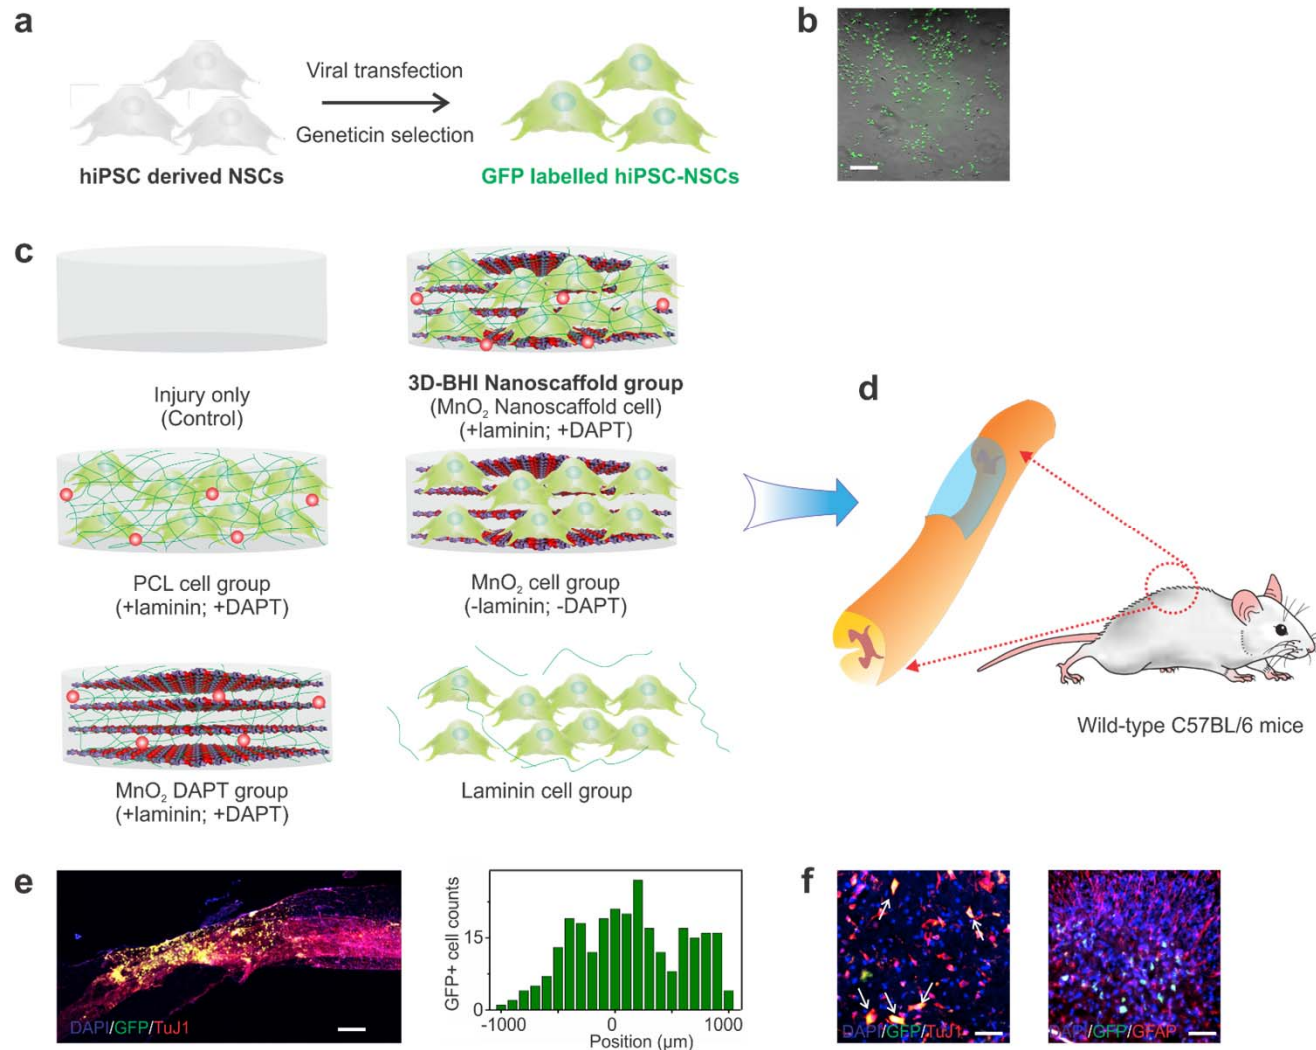 a
Viral transfection
Geneticin selection
hiPSC derived NSCs
GFP labelled hiPSC-NSCs
b
c
Injury only
(Control)
3D-BHI Nanoscaffold group
(MnO₂ Nanoscaffold cell)
(+laminin; +DAPT)
PCL cell group
(+laminin; +DAPT)
MnO₂ cell group
(-laminin; -DAPT)
MnO₂ DAPT group
(+laminin; +DAPT)
Laminin cell group
d
Wild-type C57BL/6 mice
e
DAPI/GFP/TuJ1
GFP+ cell counts
15
0
-1000
0
1000
Position (µm)
f
DAPI/GFP/TuJ1
DAPI/GFP/GFAP